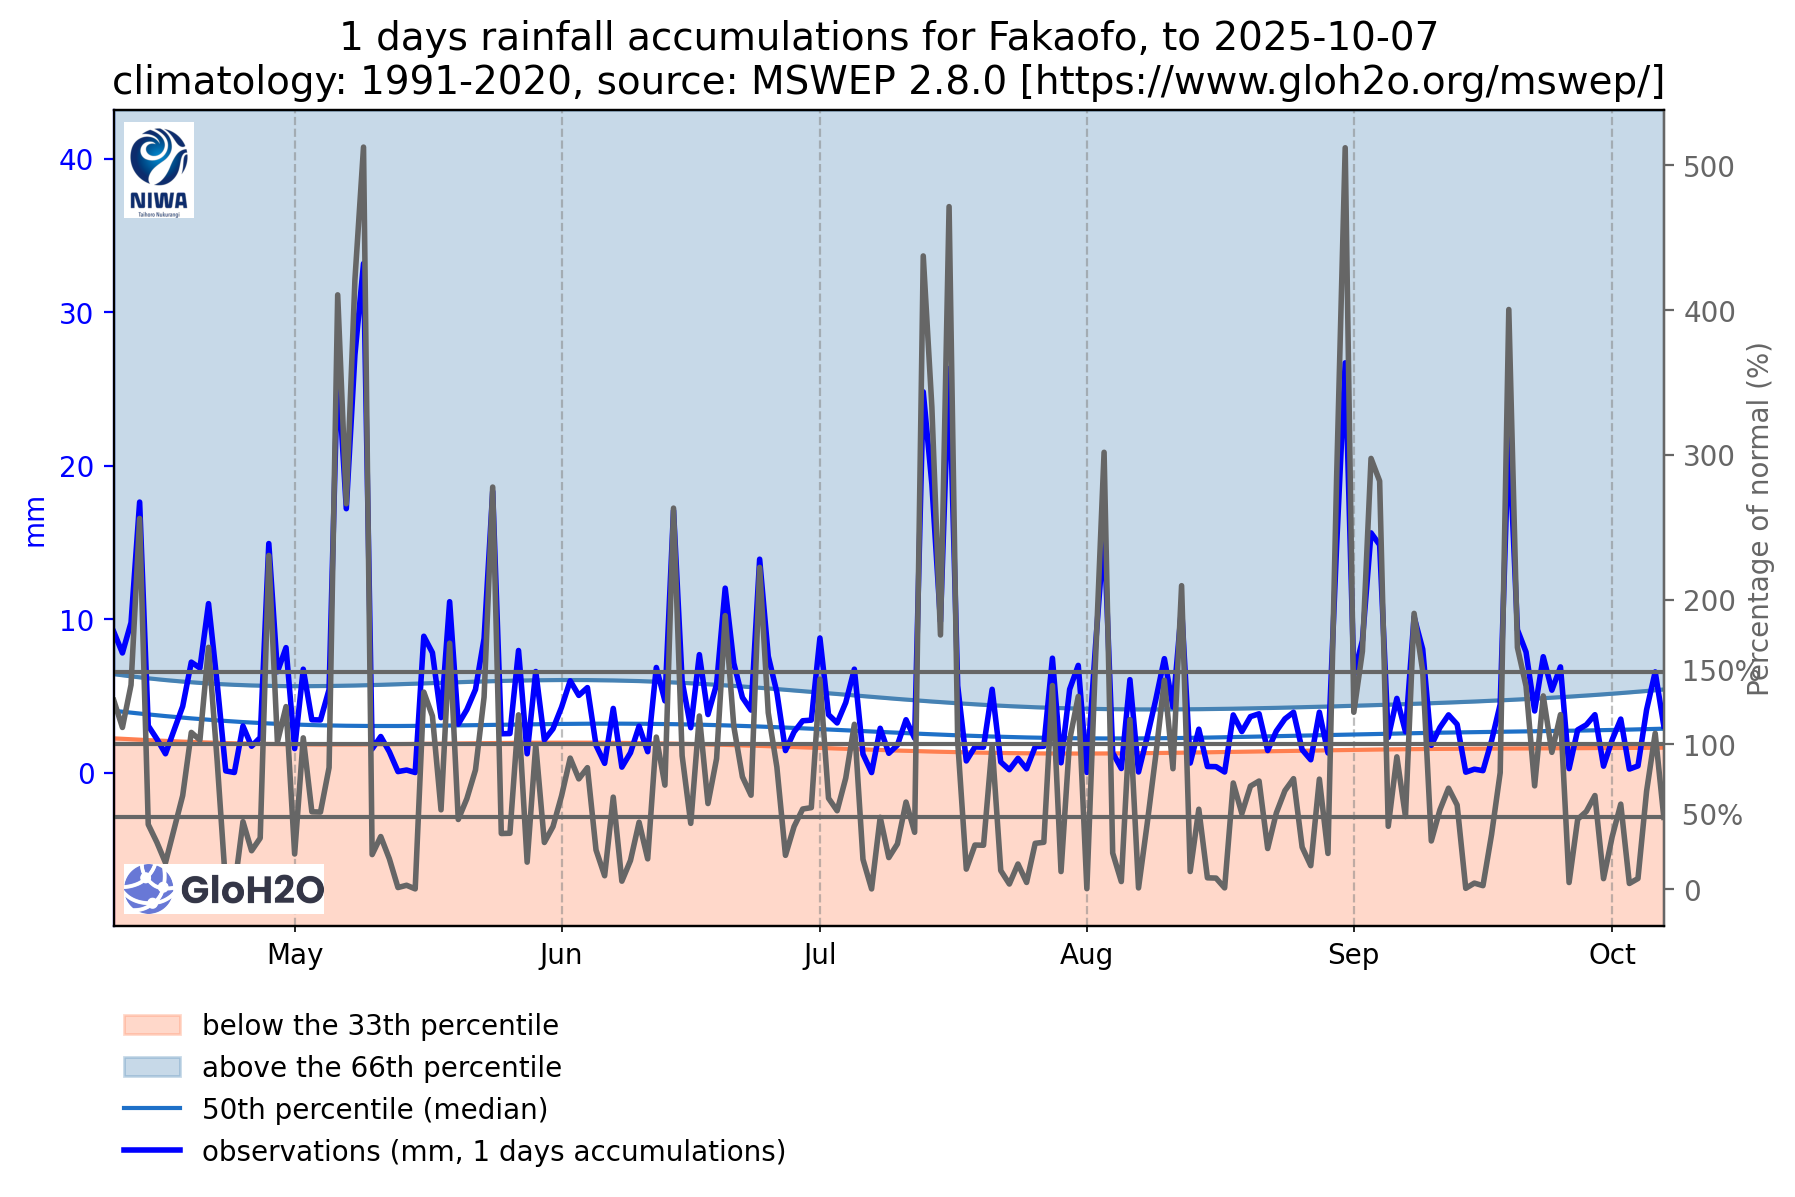 1 days rainfall accumulations for Fakaofo, to 2025-10-07
climatology: 1991-2020, source: MSWEP 2.8.0 [https://www.gloh2o.org/mswep/]
NIWA
Taihoro Nukurangi
40
30
20
10
0
mm
500
400
300
200
150%
100
50%
0
Percentage of normal (%)
GloH2O
May
Jun
Jul
Aug
Sep
Oct
below the 33th percentile
above the 66th percentile
50th percentile (median)
observations (mm, 1 days accumulations)